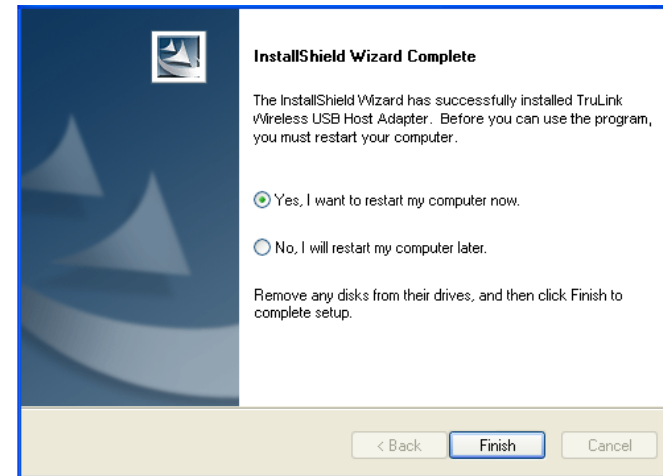 InstallShield Wizard Complete
The InstallShield Wizard has successfully installed TruLink
Wireless USB Host Adapter.  Before you can use the program,
you must restart your computer.
Yes, I want to restart my computer now.
No, I will restart my computer later.
Remove any disks from their drives, and then click Finish to
complete setup.
< Back
Finish
Cancel